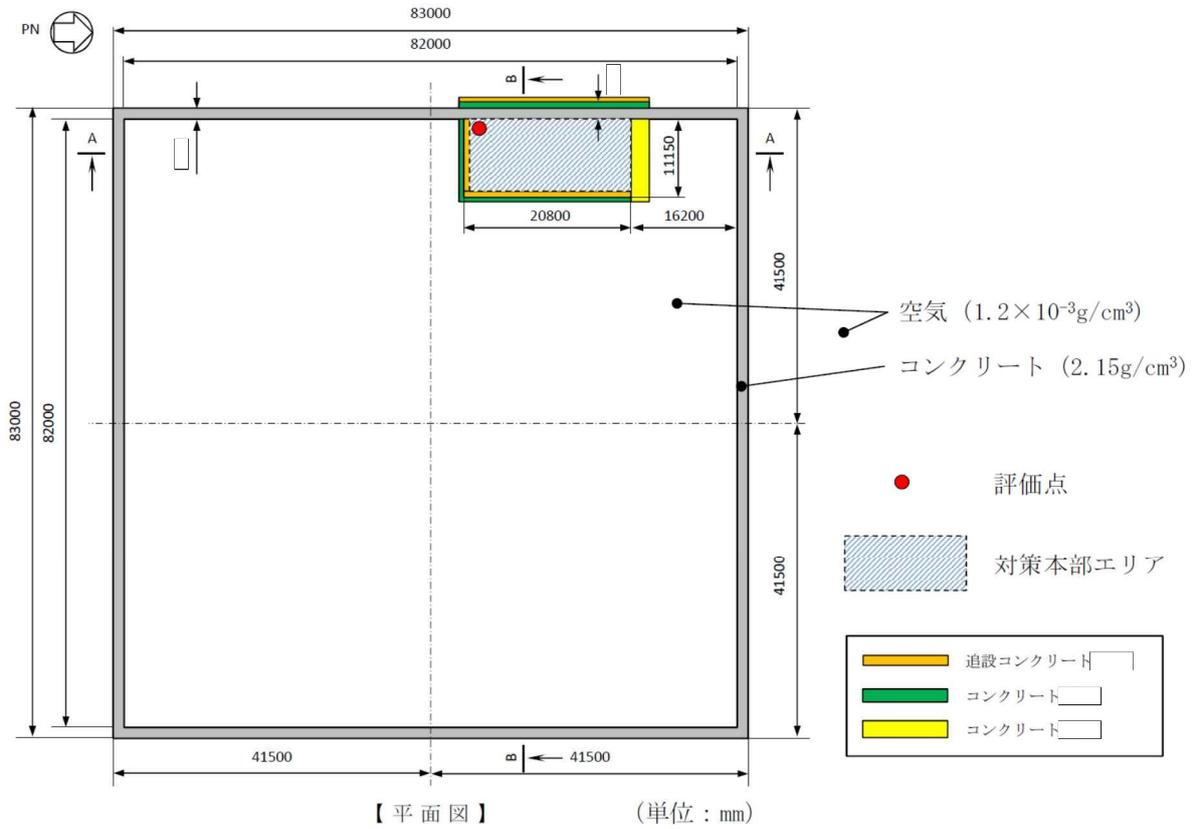 83000
PN
82000
B
A
A
11150
20800
16200
41500
空気 (1.2×10⁻³g/cm³)
コンクリート (2.15g/cm³)
83000
82000
評価点
対策本部エリア
41500
追設コンクリート
コンクリート
コンクリート
41500
B
41500
【平面図】
(単位:mm)